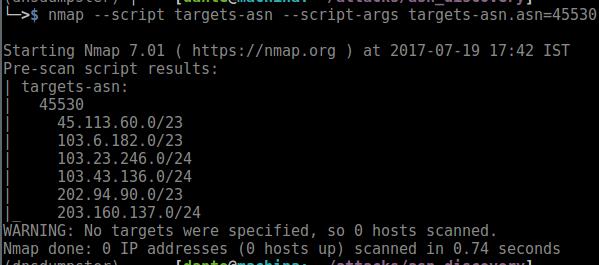 └─>$ nmap --script targets-asn --script-args targets-asn.asn=45530
Starting Nmap 7.01 ( https://nmap.org ) at 2017-07-19 17:42 IST
Pre-scan script results:
| targets-asn:
|   45530
|     45.113.60.0/23
|     103.6.182.0/23
|     103.23.246.0/24
|     103.43.136.0/24
|     202.94.90.0/23
|_    203.160.137.0/24
WARNING: No targets were specified, so 0 hosts scanned.
Nmap done: 0 IP addresses (0 hosts up) scanned in 0.74 seconds